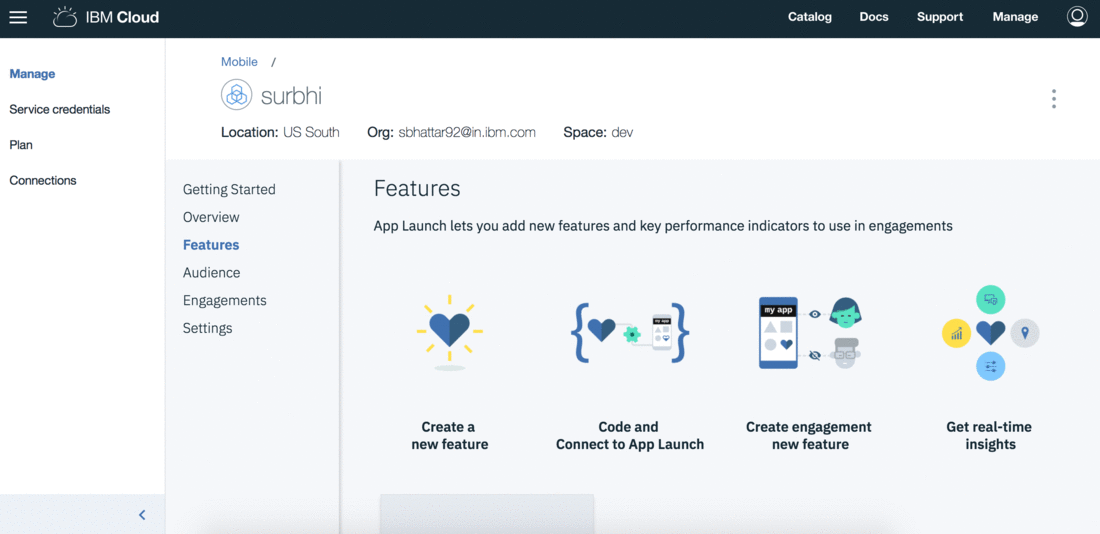 IBM Cloud
Catalog Docs Support Manage
Manage
Service credentials
Plan
Connections
Mobile /
surbhi
Location: US South Org: sbhattar92@in.ibm.com Space: dev
Getting Started
Overview
Features
Audience
Engagements
Settings
Features
App Launch lets you add new features and key performance indicators to use in engagements
my app
my app
Create a
new feature
Code and
Connect to App Launch
Create engagement
new feature
Get real-time
insights